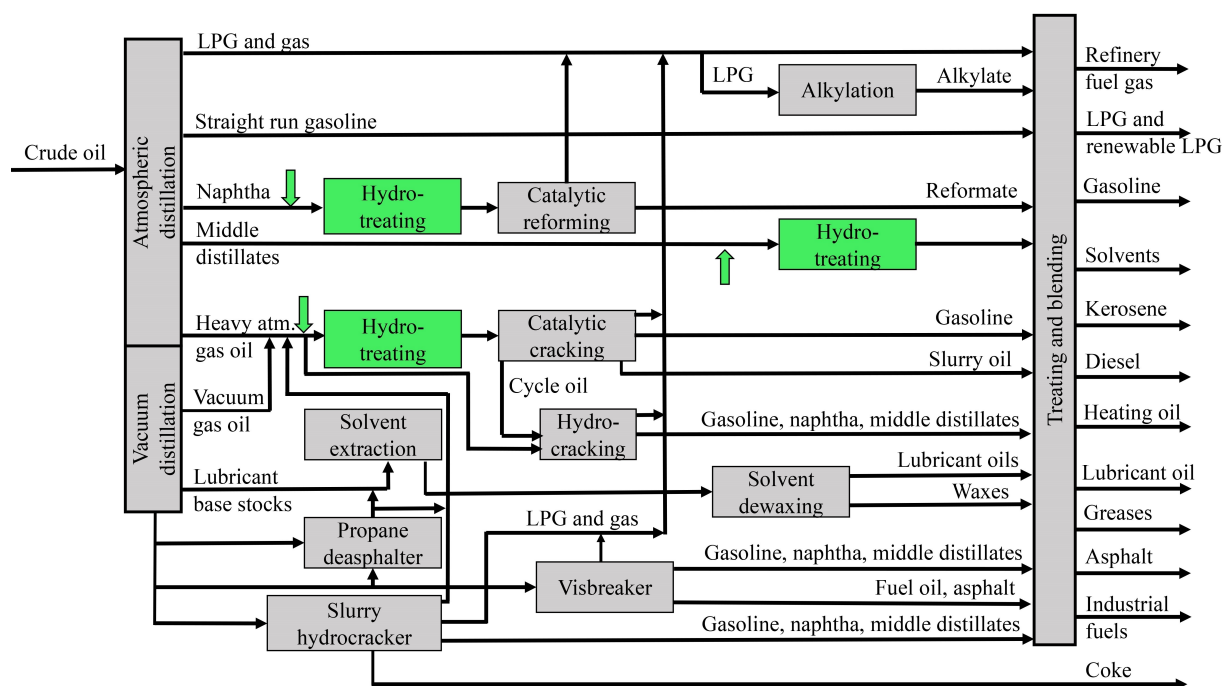 LPG and gas
LPG
Alkylation
Alkylate
Refinery
fuel gas
Crude oil
Atmospheric
distillation
Straight run gasoline
LPG and
renewable LPG
Naphtha
Hydro-
treating
Catalytic
reforming
Reformate
Gasoline
Middle
distillates
Hydro-
treating
Treating and blending
Solvents
Heavy atm.
gas oil
Hydro-
treating
Catalytic
cracking
Gasoline
Kerosene
Slurry oil
Diesel
Vacuum
distillation
Vacuum
gas oil
Cycle oil
Solvent
extraction
Hydro-
cracking
Gasoline, naphtha, middle distillates
Heating oil
Lubricant
base stocks
Solvent
dewaxing
Lubricant oils
Waxes
Lubricant oil
Greases
Propane
deasphalter
LPG and gas
Visbreaker
Gasoline, naphtha, middle distillates
Asphalt
Fuel oil, asphalt
Slurry
hydrocracker
Gasoline, naphtha, middle distillates
Industrial
fuels
Coke